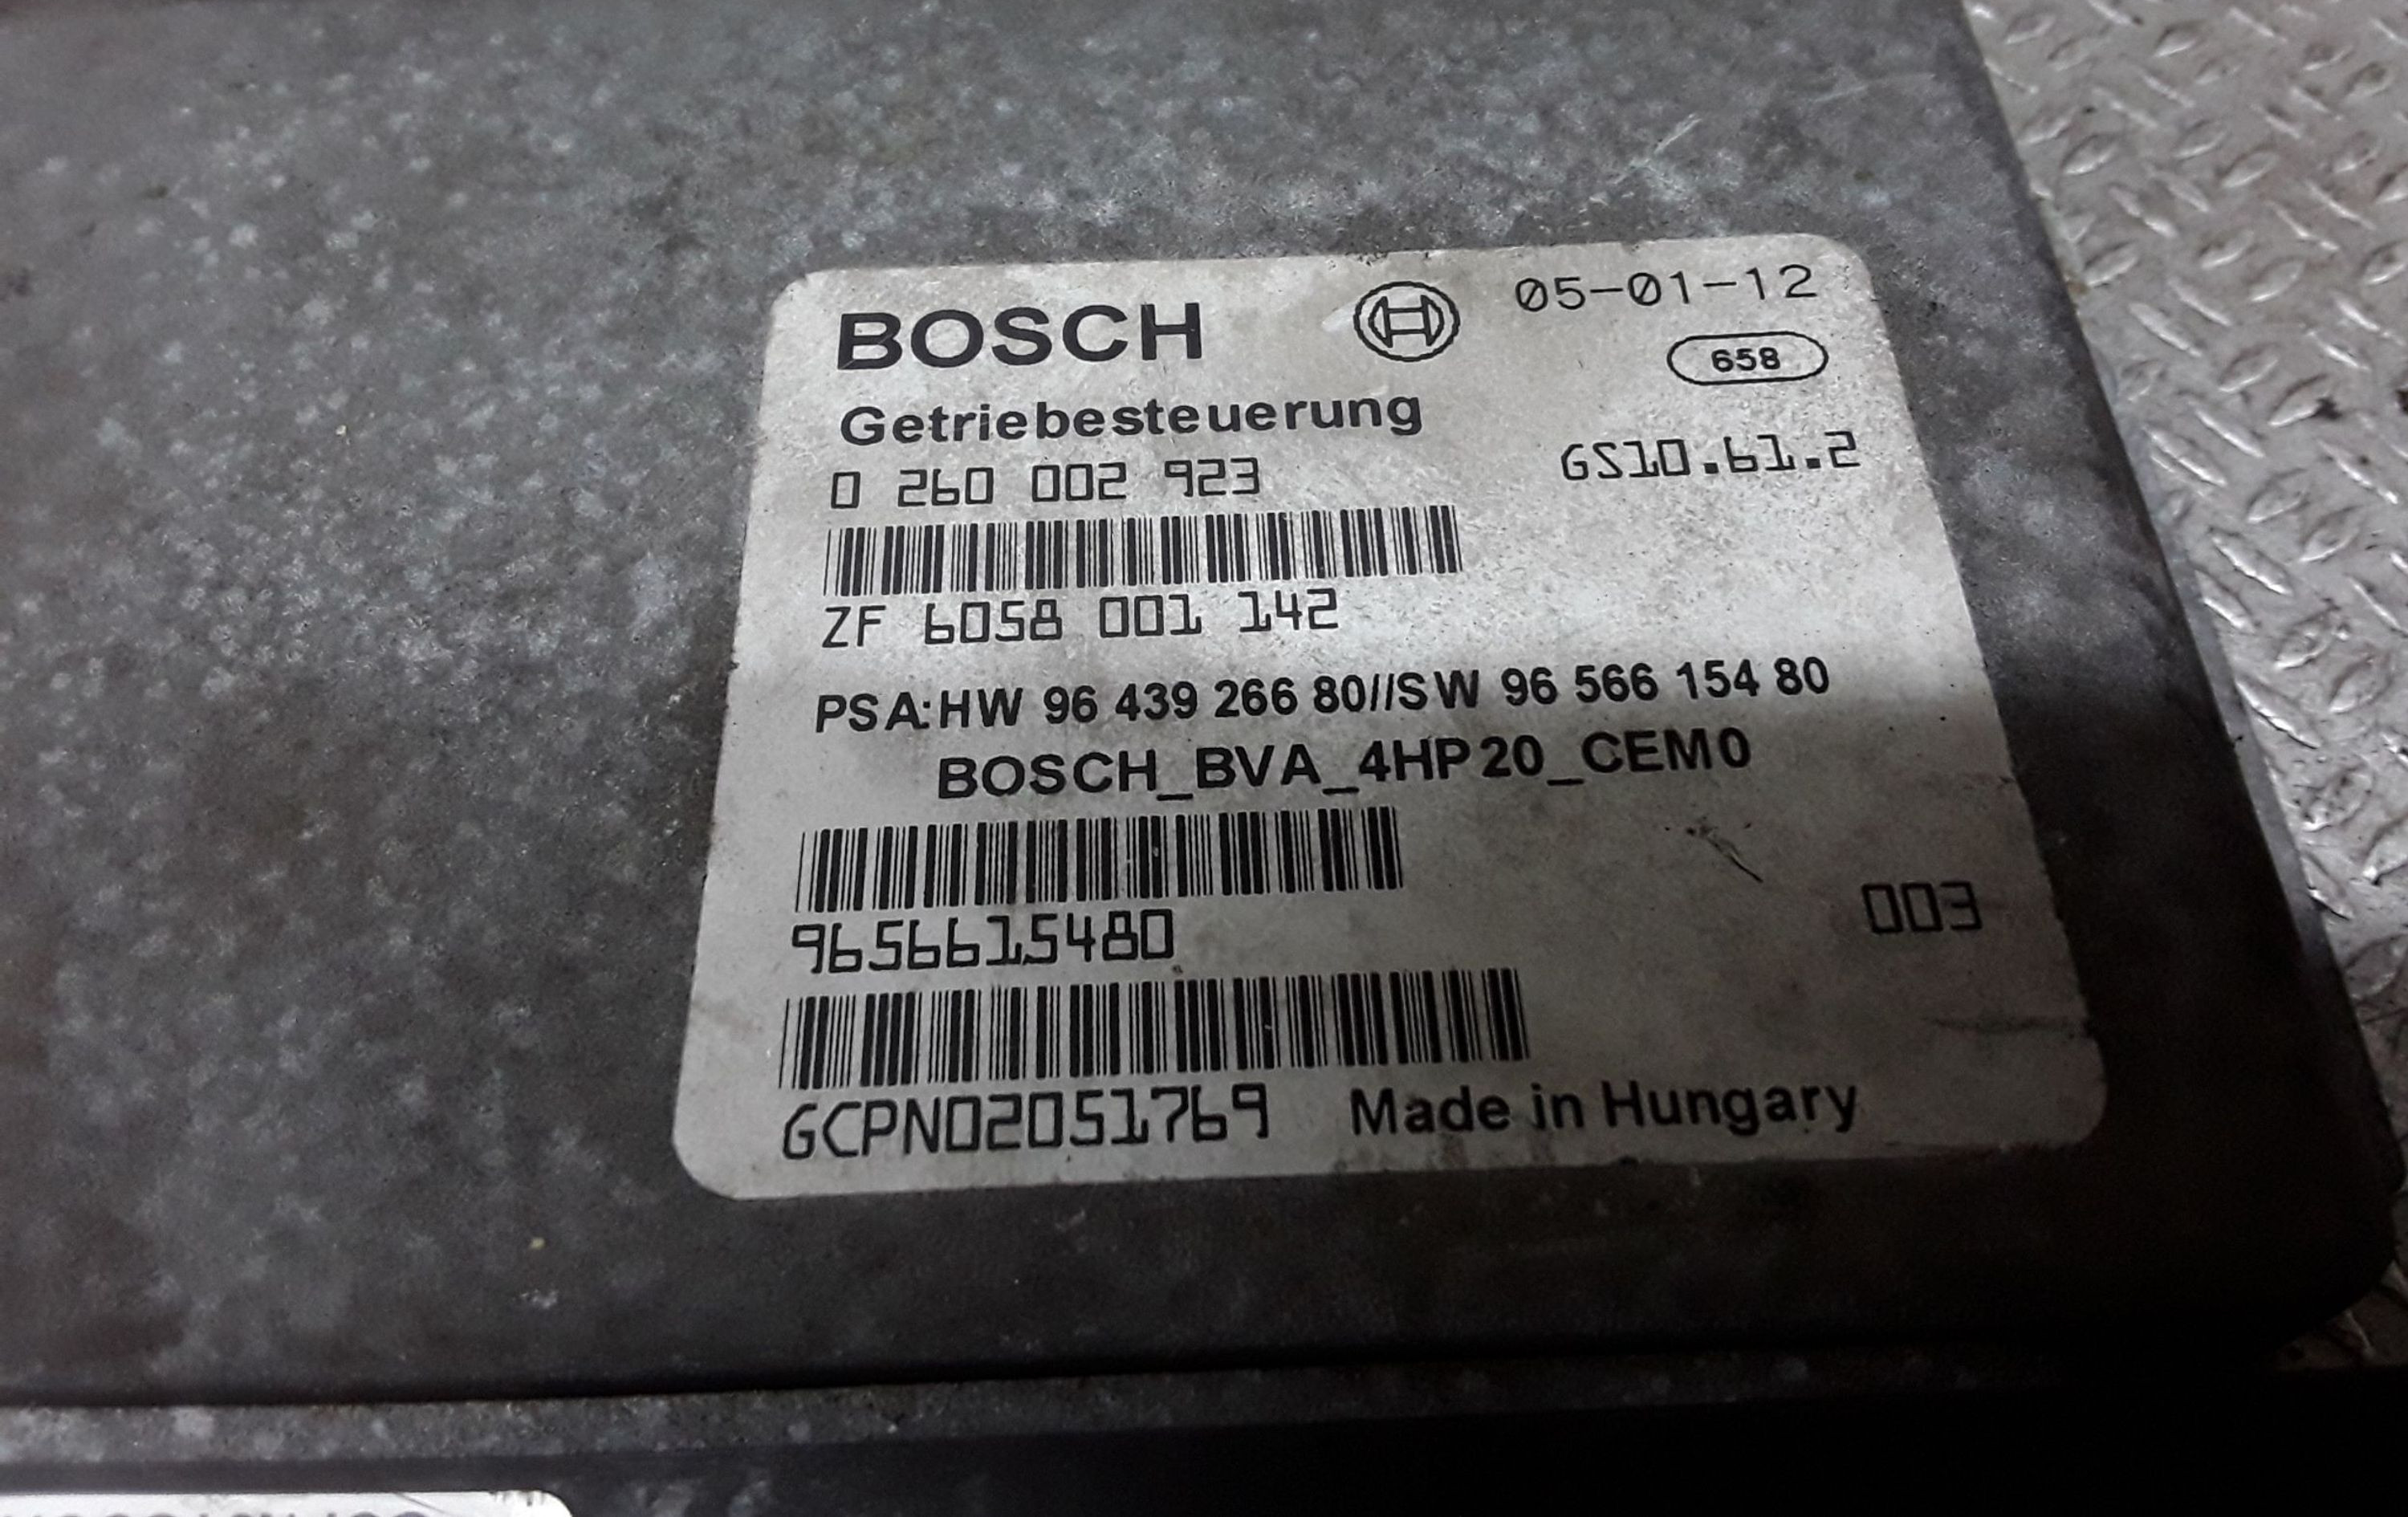 BOSCH 05-01-12
658
Getriebesteuerung
0 260 002 923 GS10.61.2
ZF 6058 001 142
PSA:HW 96 439 266 80//SW 96 566 154 80
BOSCH_BVA_4HP20_CEM0
003
9656615480
GCPN02051769 Made in Hungary